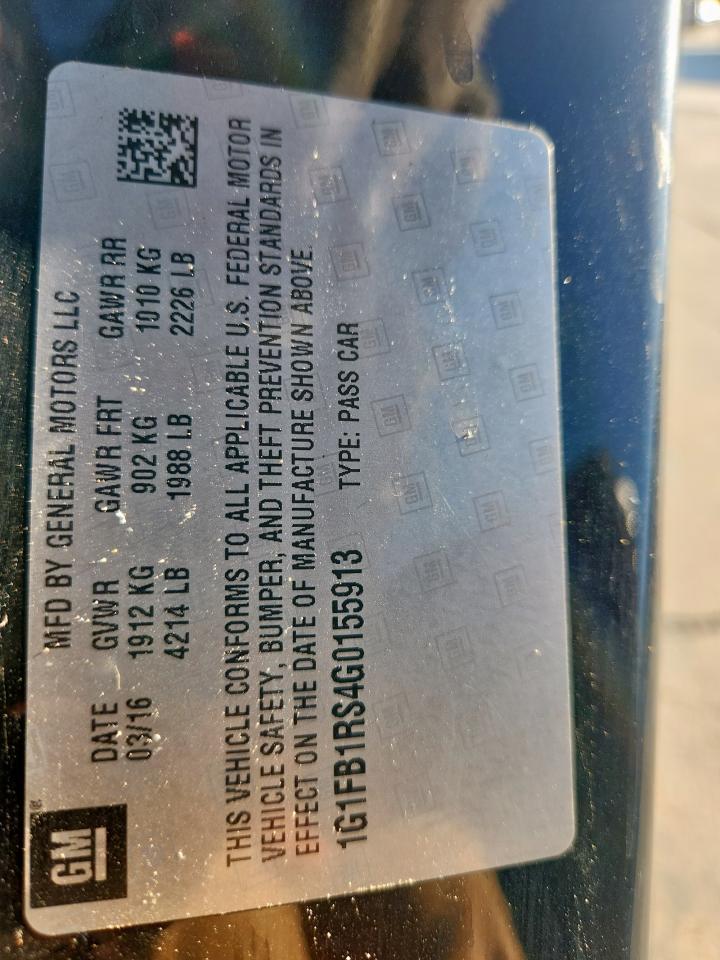 GM
MFD BY GENERAL MOTORS LLC
DATE GVWR GAWR FRT GAWR RR
03/16 1912 KG 902 KG 1010 KG
4214 LB 1988 LB 2226 LB
THIS VEHICLE CONFORMS TO ALL APPLICABLE U.S. FEDERAL MOTOR
VEHICLE SAFETY, BUMPER, AND THEFT PREVENTION STANDARDS IN
EFFECT ON THE DATE OF MANUFACTURE SHOWN ABOVE.
1G1FB1RS4G0155913 TYPE: PASS CAR